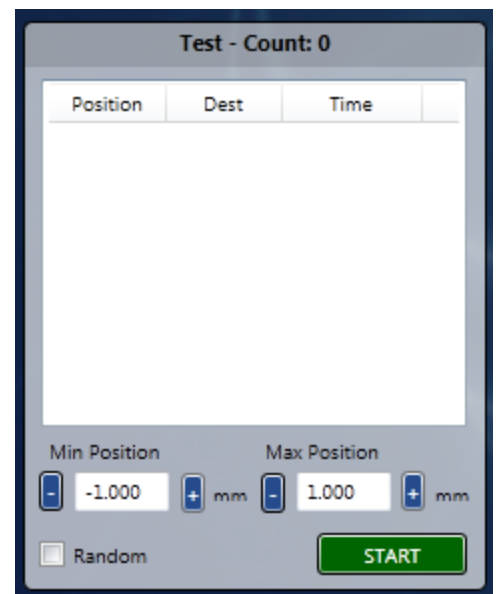 Test - Count: 0
Position Dest Time
Min Position Max Position
- -1.000 + mm - 1.000 + mm
Random START